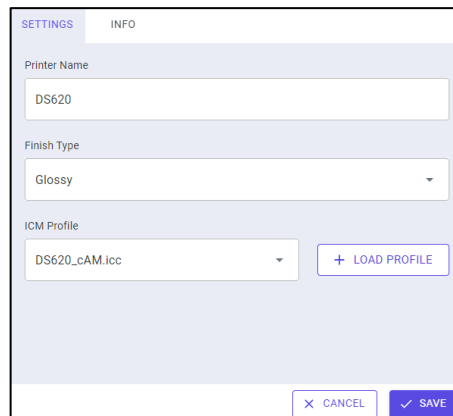 SETTINGS INFO
Printer Name
DS620
Finish Type
Glossy
ICM Profile
DS620_cAM.icc
+ LOAD PROFILE
CANCEL
SAVE